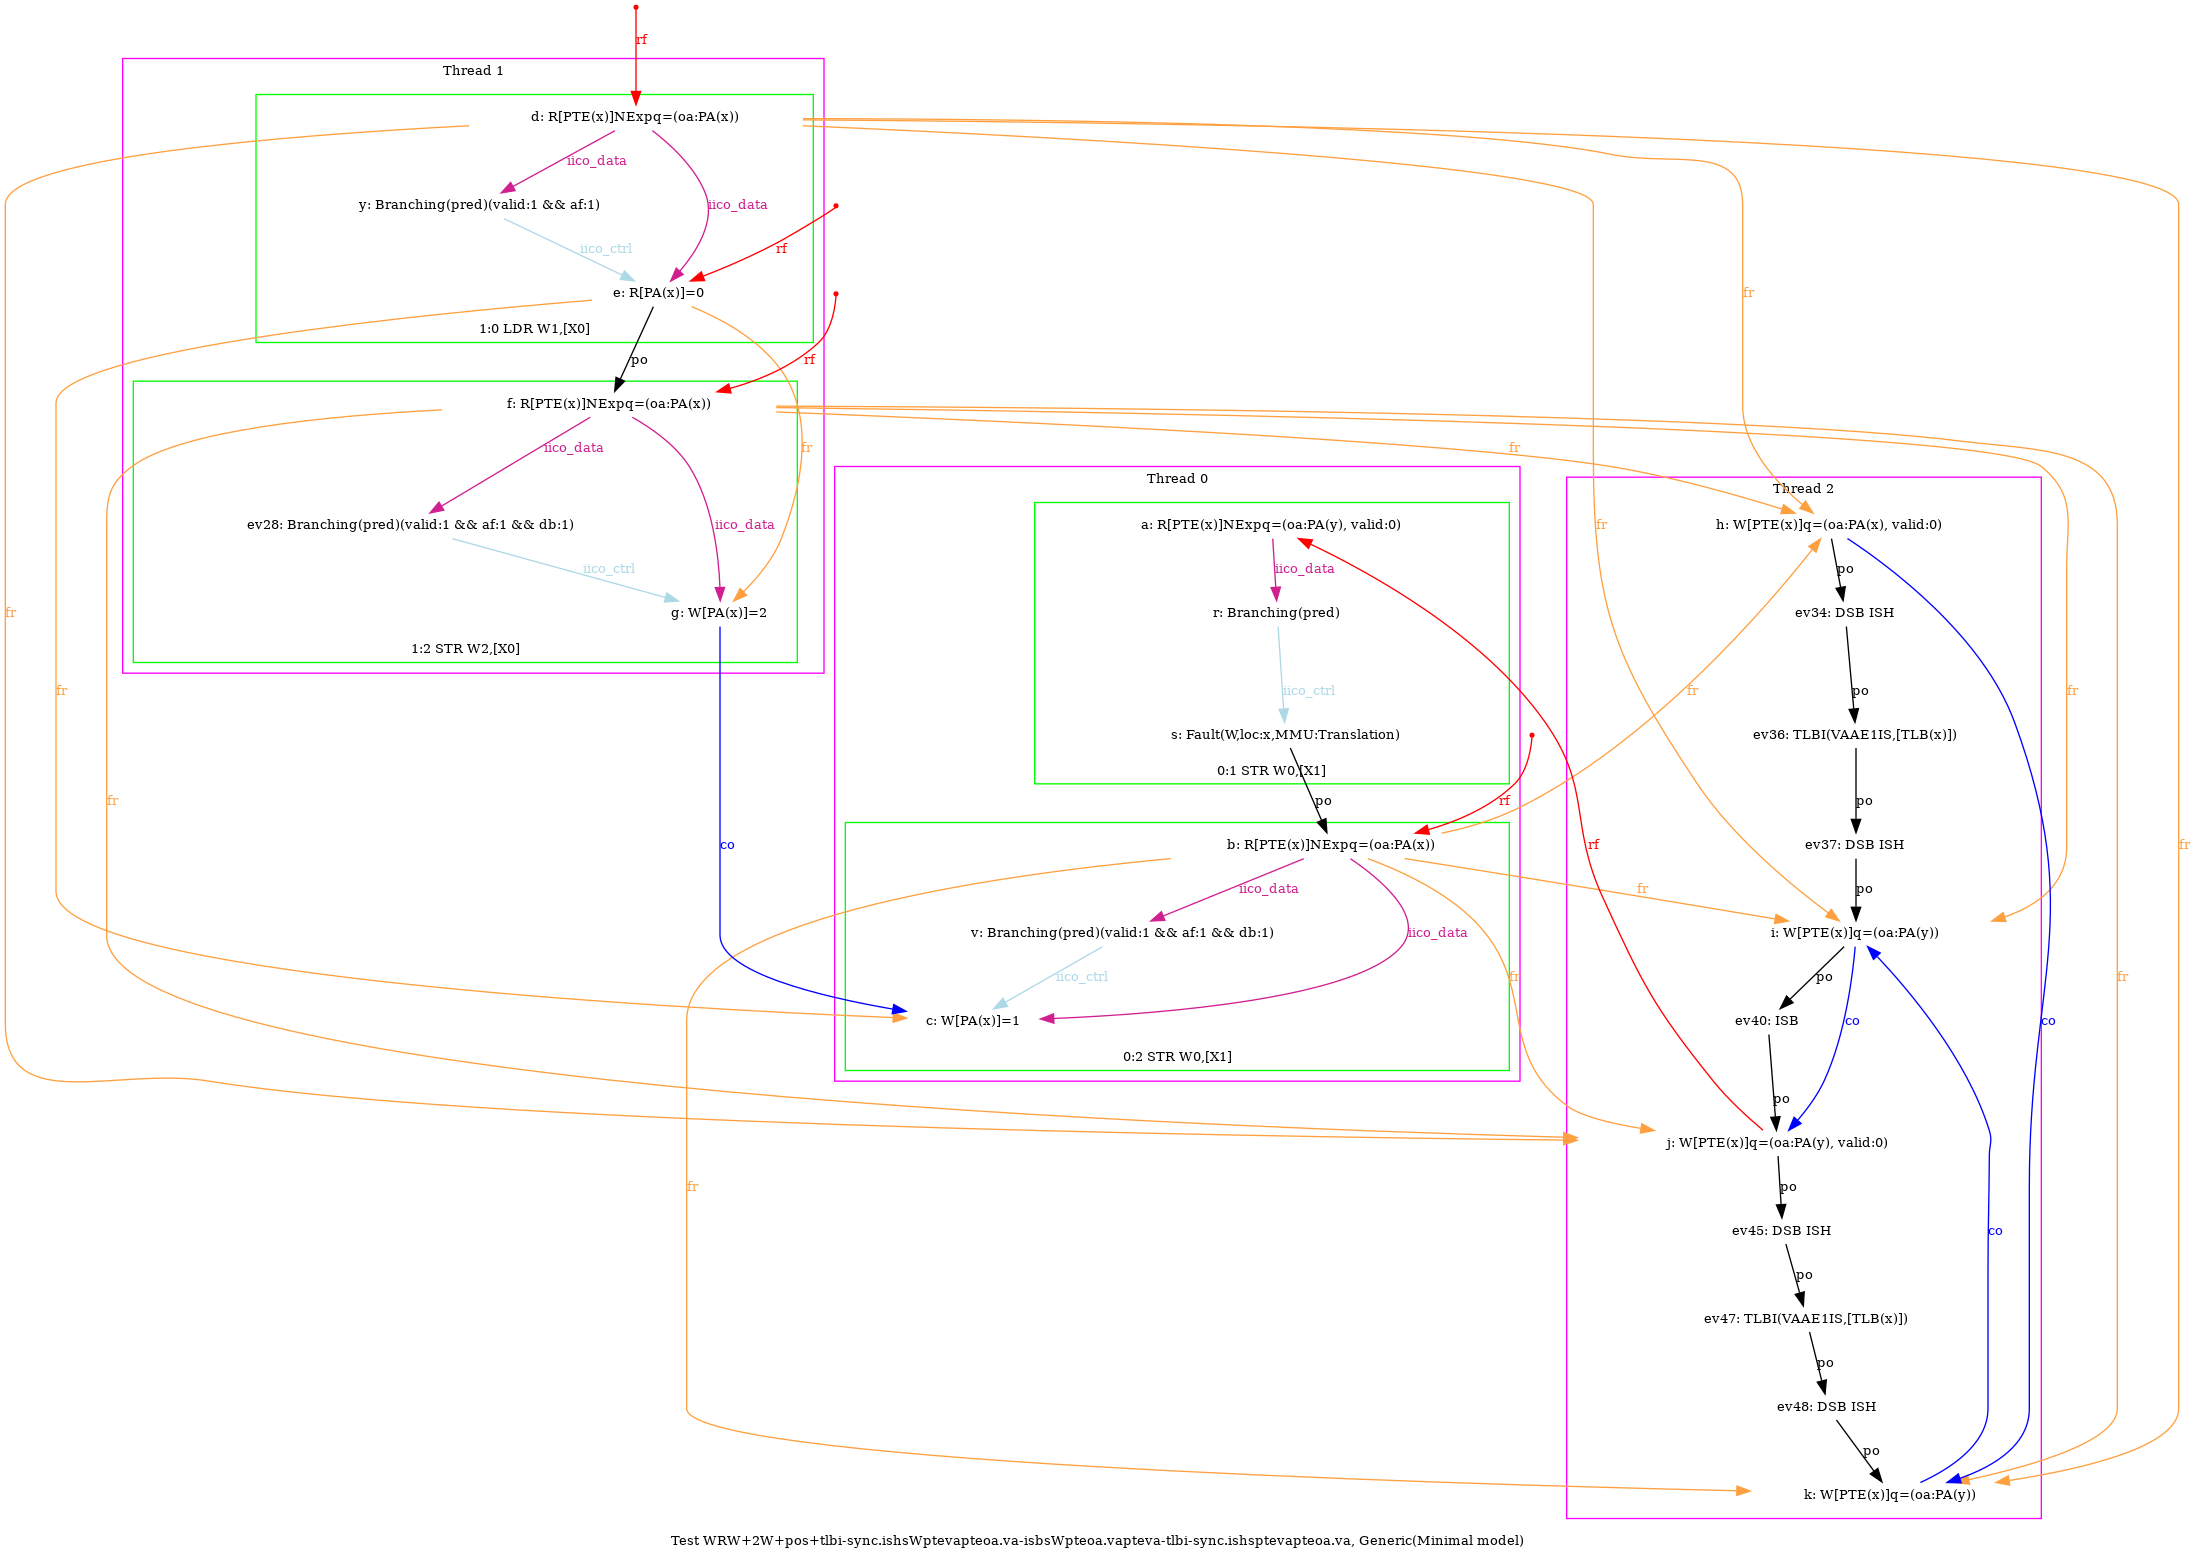 rf
Thread 1
d: R[PTE(x)]NExpq=(oa:PA(x))
iico_data
y: Branching(pred)(valid:1 && af:1)
iico_data
rf
iico_ctrl
e: R[PA(x)]=0
fr
1:0 LDR W1,[X0]
po
rf
f: R[PTE(x)]NExpq=(oa:PA(x))
iico_data
fr
fr
Thread 0
Thread 2
ev28: Branching(pred)(valid:1 && af:1 && db:1)
iico_data
a: R[PTE(x)]NExpq=(oa:PA(y), valid:0)
fr
h: W[PTE(x)]q=(oa:PA(x), valid:0)
iico_ctrl
iico_data
po
fr
g: W[PA(x)]=2
r: Branching(pred)
ev34: DSB ISH
1:2 STR W2,[X0]
fr
iico_ctrl
fr
po
fr
s: Fault(W,loc:x,MMU:Translation)
ev36: TLBI(VAAE1IS,[TLB(x)])
0:1 STR W0,[X1]
fr
po
rf
po
co
b: R[PTE(x)]NExpq=(oa:PA(x))
rf
ev37: DSB ISH
fr
iico_data
fr
po
v: Branching(pred)(valid:1 && af:1 && db:1)
iico_data
i: W[PTE(x)]q=(oa:PA(y))
iico_ctrl
fr
po
fr
c: W[PA(x)]=1
ev40: ISB
co
co
0:2 STR W0,[X1]
po
j: W[PTE(x)]q=(oa:PA(y), valid:0)
fr
po
ev45: DSB ISH
co
po
ev47: TLBI(VAAE1IS,[TLB(x)])
po
ev48: DSB ISH
po
k: W[PTE(x)]q=(oa:PA(y))
Test WRW+2W+pos+tlbi-sync.ishsWptevapteoa.va-isbsWpteoa.vapteva-tlbi-sync.ishsptevapteoa.va, Generic(Minimal model)